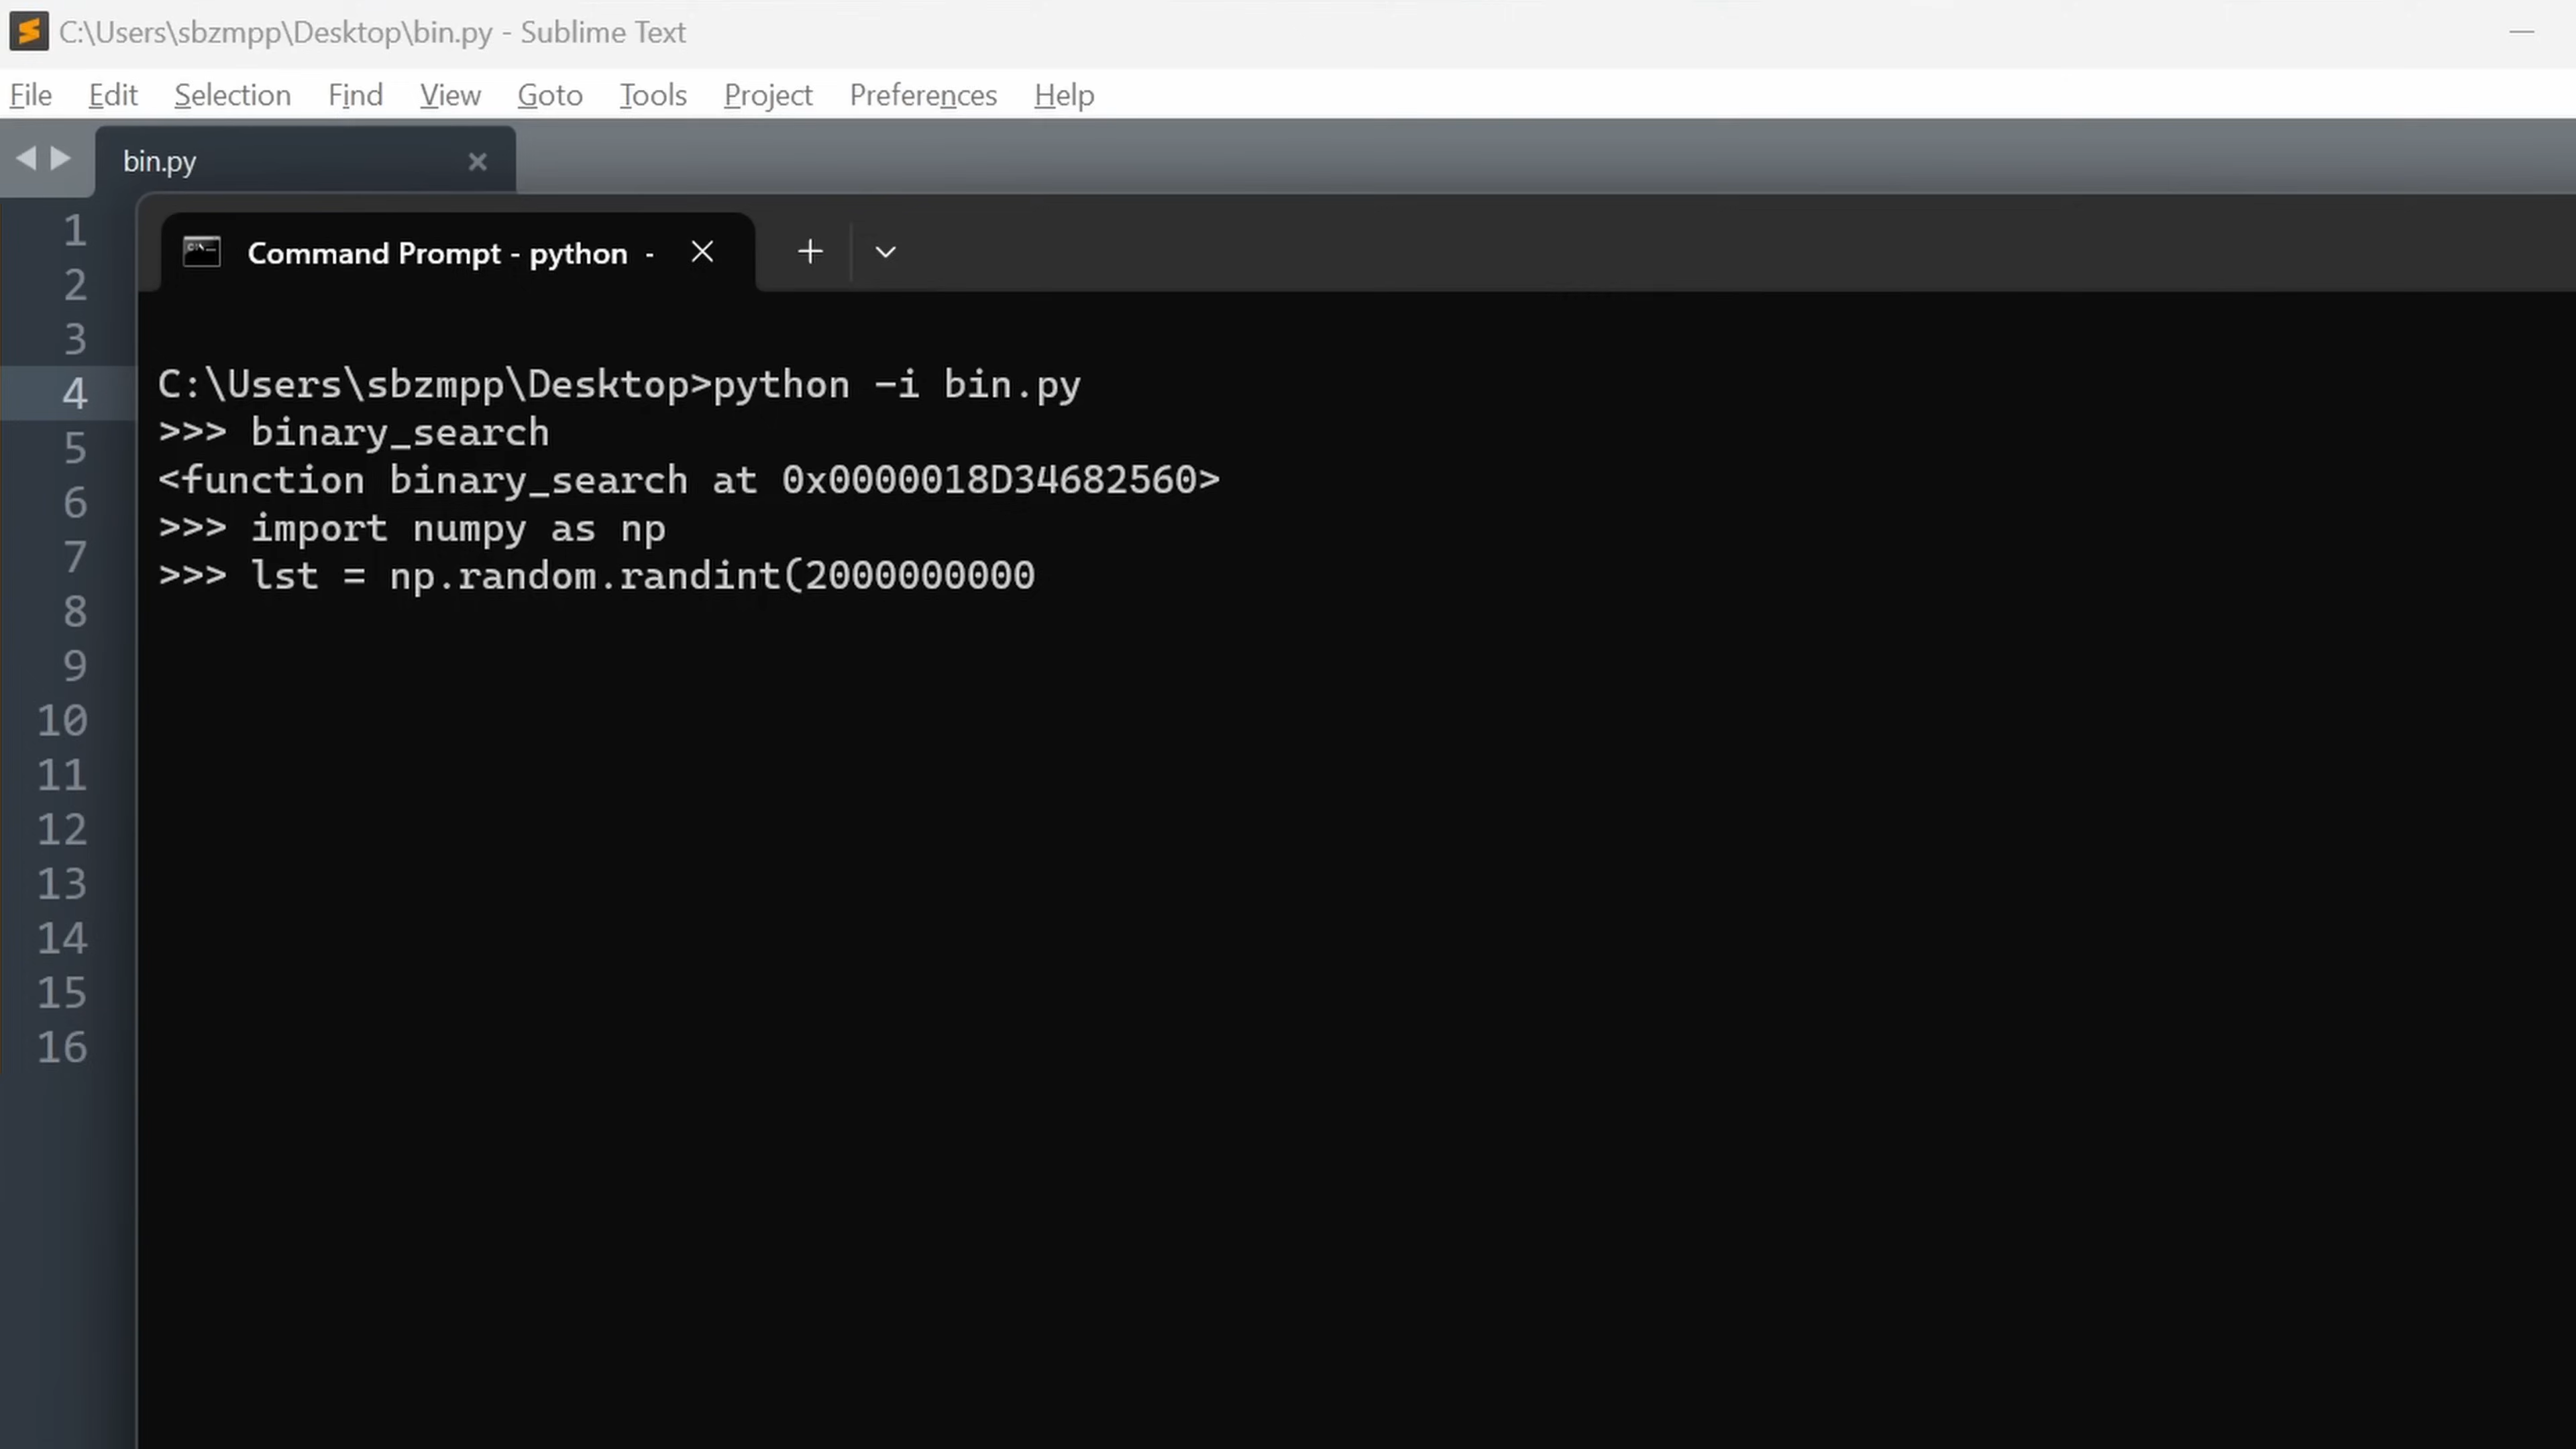 C:\Users\sbzmpp\Desktop\bin.py - Sublime Text
File Edit Selection Find View Goto Tools Project Preferences Help
bin.py
1
2
3
4
5
6
7
8
9
10
11
12
13
14
15
16
Command Prompt - python -
C:\Users\sbzmpp\Desktop>python -i bin.py
>>> binary_search
<function binary_search at 0x0000018D34682560>
>>> import numpy as np
>>> lst = np.random.randint(2000000000